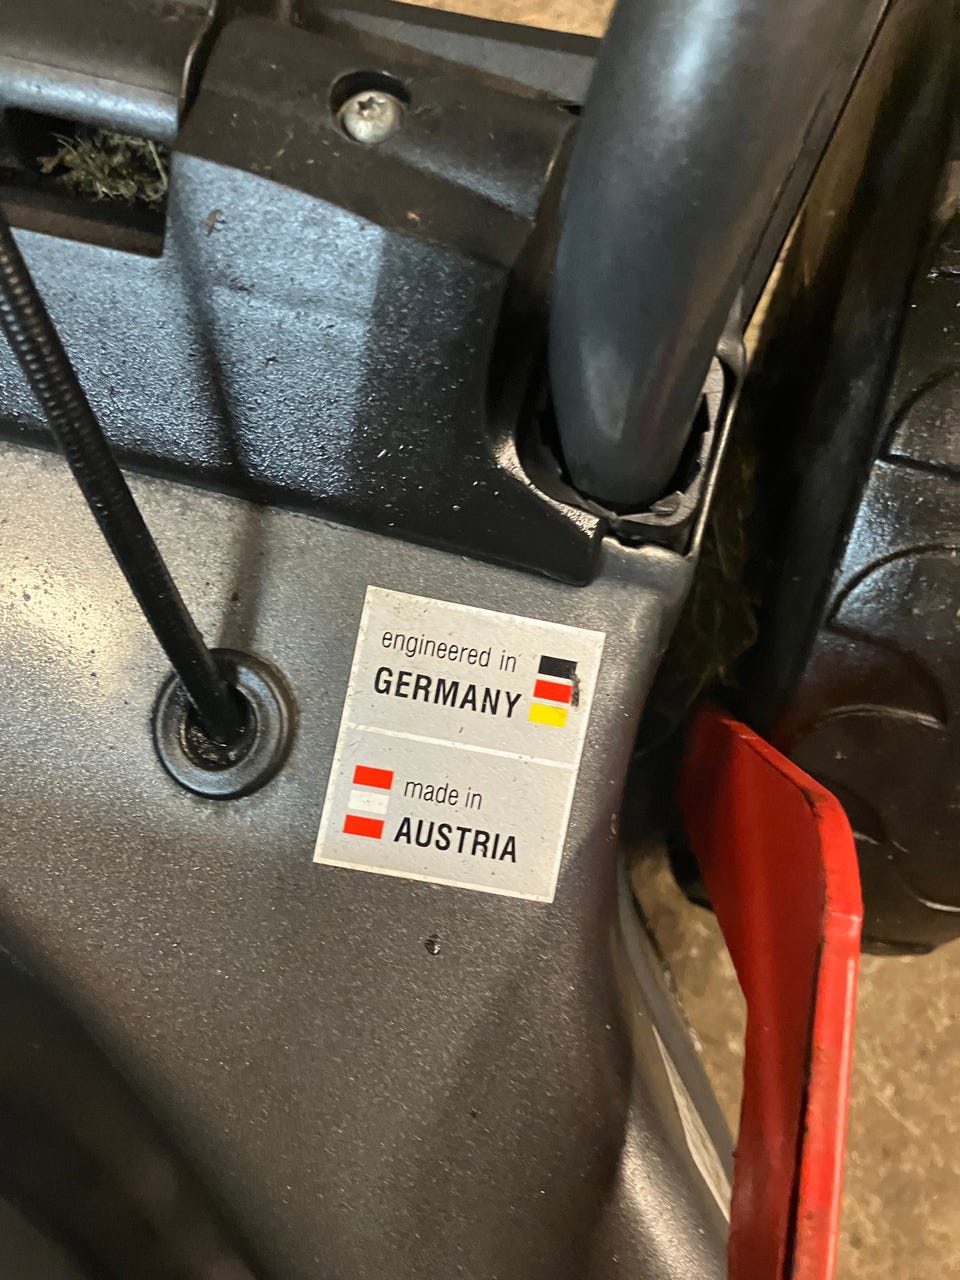 engineered in
GERMANY
made in
AUSTRIA